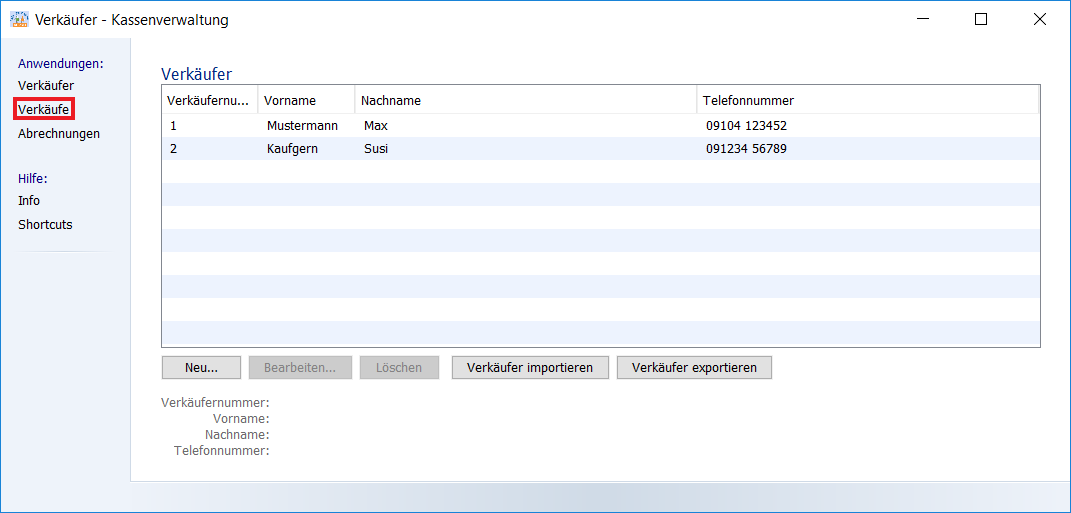 Verkäufer - Kassenverwaltung
Anwendungen:
Verkäufer
Verkäufe
Abrechnungen
Hilfe:
Info
Shortcuts
Verkäufer
Verkäufernu... Vorname Nachname Telefonnummer
1 Mustermann Max 09104 123452
2 Kaufgern Susi 091234 56789
Neu... Bearbeiten... Löschen Verkäufer importieren Verkäufer exportieren
Verkäufernummer:
Vorname:
Nachname:
Telefonnummer: